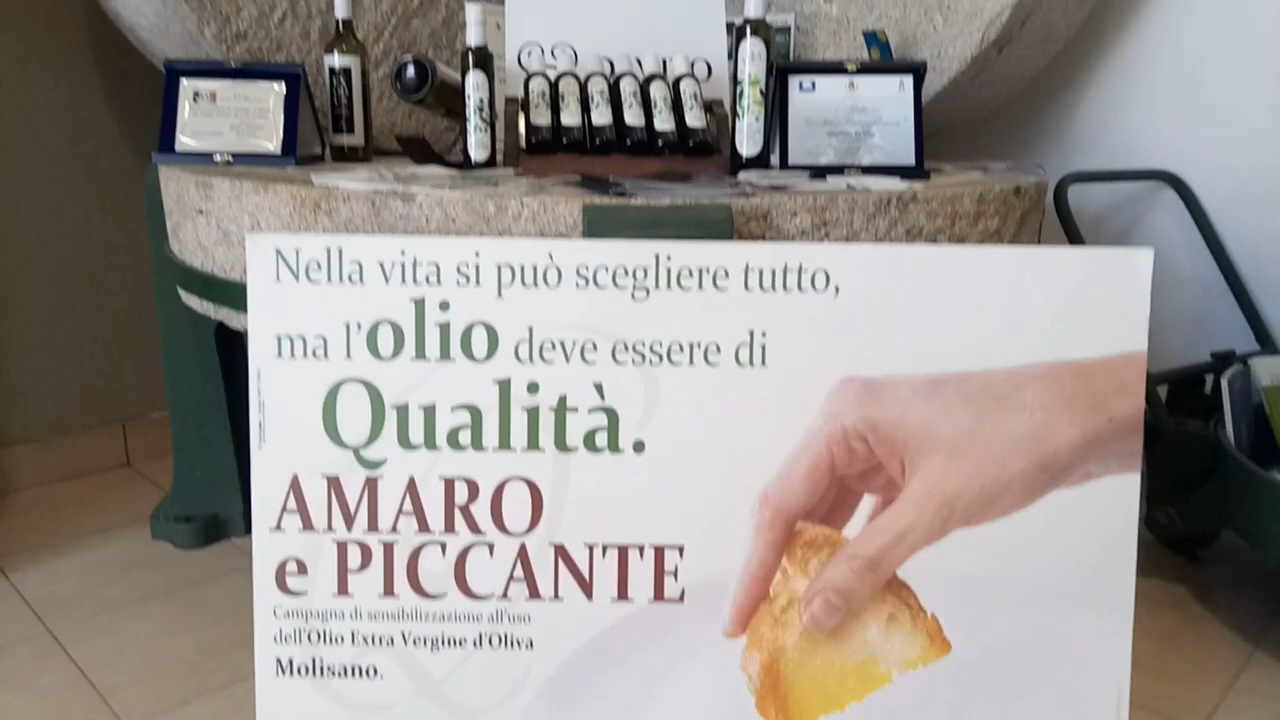 Nella vita si può scegliere tutto,
ma l'olio deve essere di
Qualità.
AMARO
e PICCANTE
Campagna di sensibilizzazione all'uso
dell'Olio Extra Vergine d'Oliva
Molisano.